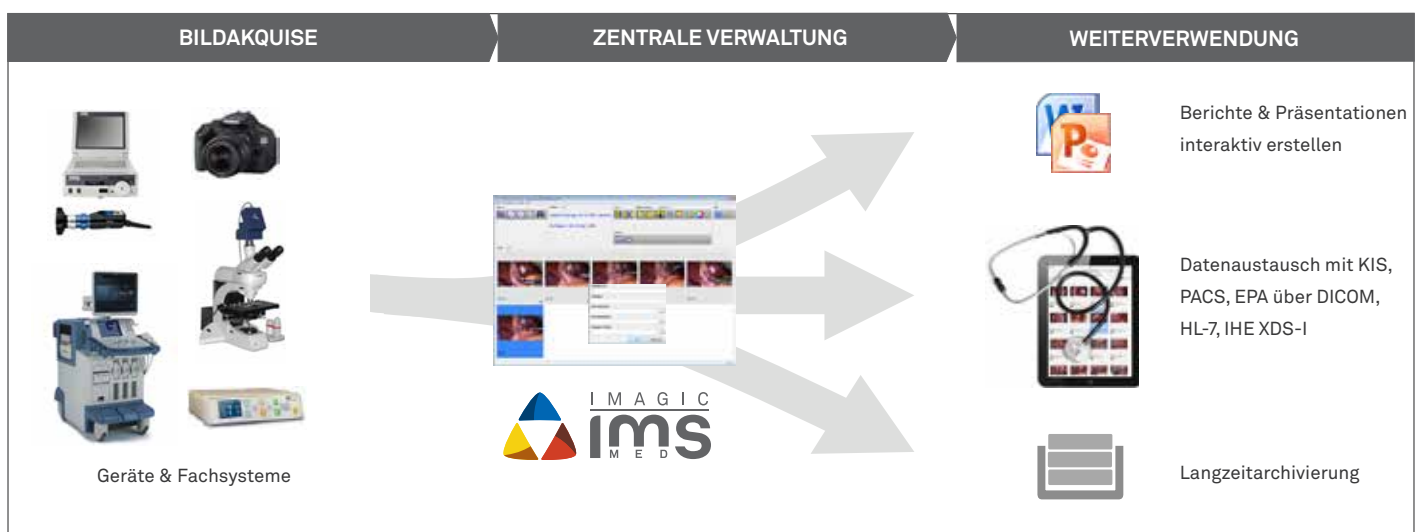 BILDAKQUISE
ZENTRALE VERWALTUNG
WEITERVERWENDUNG
Geräte & Fachsysteme
IMAGIC
ims
MED
W
P
Berichte & Präsentationen
interaktiv erstellen
Datenaustausch mit KIS,
PACS, EPA über DICOM,
HL-7, IHE XDS-I
Langzeitarchivierung